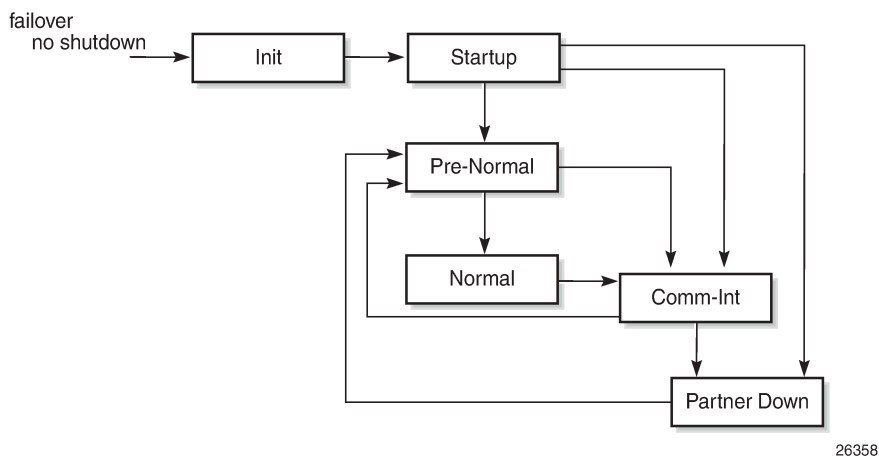 failover
no shutdown
Init
Startup
Pre-Normal
Normal
Comm-Int
Partner Down
26358